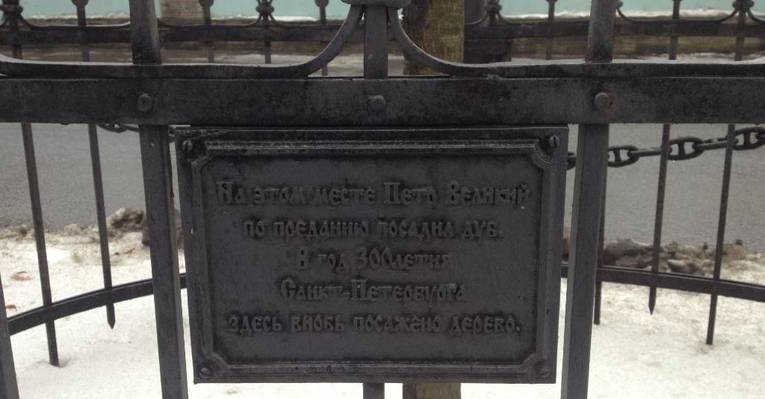 На этом месте Петр Великий
по преданию посадил дуб.
В год 300летия
Санкт-Петербурга
здесь вновь посажено дерево.